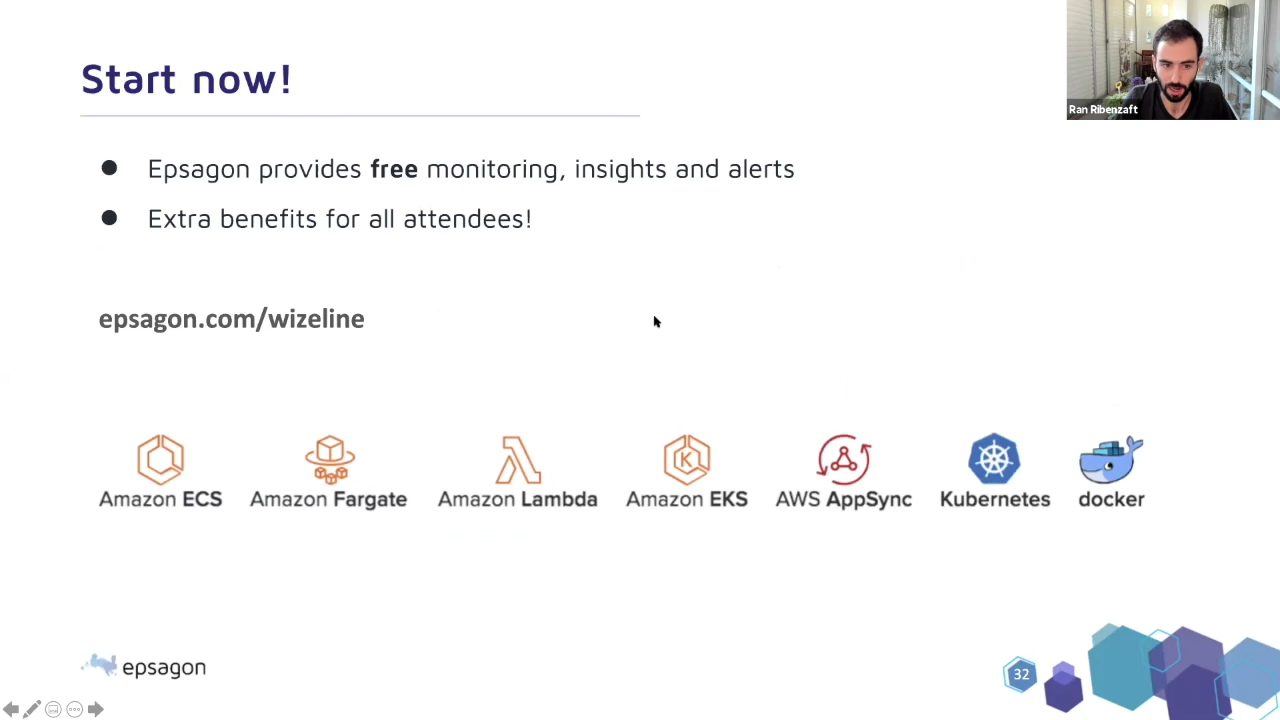 Start now!
Ran Ribenzaft
Epsagon provides free monitoring, insights and alerts
Extra benefits for all attendees!
epsagon.com/wizeline
Amazon ECS
Amazon Fargate
Amazon Lambda
Amazon EKS
AWS AppSync
Kubernetes
docker
epsagon
32